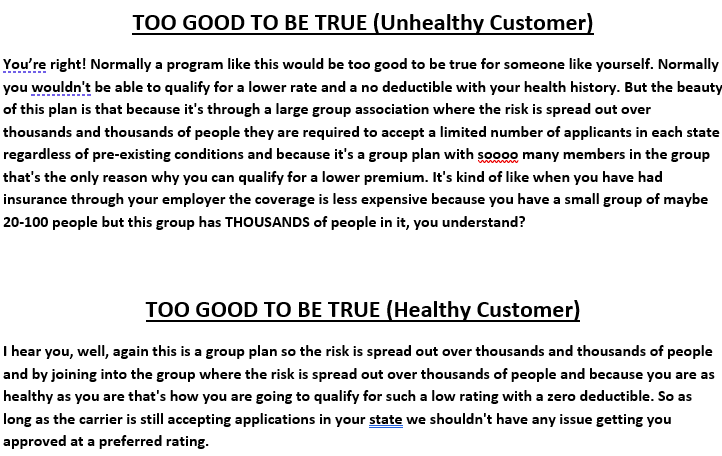 TOO GOOD TO BE TRUE (Unhealthy Customer)
You’re right! Normally a program like this would be too good to be true for someone like yourself. Normally
you wouldn't be able to qualify for a lower rate and a no deductible with your health history. But the beauty
of this plan is that because it's through a large group association where the risk is spread out over
thousands and thousands of people they are required to accept a limited number of applicants in each state
regardless of pre-existing conditions and because it's a group plan with soooo many members in the group
that's the only reason why you can qualify for a lower premium. It's kind of like when you have had
insurance through your employer the coverage is less expensive because you have a small group of maybe
20-100 people but this group has THOUSANDS of people in it, you understand?
TOO GOOD TO BE TRUE (Healthy Customer)
I hear you, well, again this is a group plan so the risk is spread out over thousands and thousands of people
and by joining into the group where the risk is spread out over thousands of people and because you are as
healthy as you are that's how you are going to qualify for such a low rating with a zero deductible. So as
long as the carrier is still accepting applications in your state we shouldn't have any issue getting you
approved at a preferred rating.